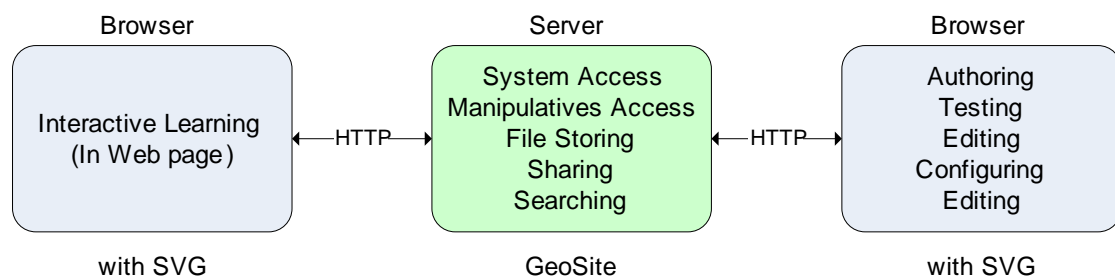 Browser
Server
Browser
Interactive Learning
(In Web page)
HTTP
System Access
Manipulatives Access
File Storing
Sharing
Searching
HTTP
Authoring
Testing
Editing
Configuring
Editing
with SVG
GeoSite
with SVG